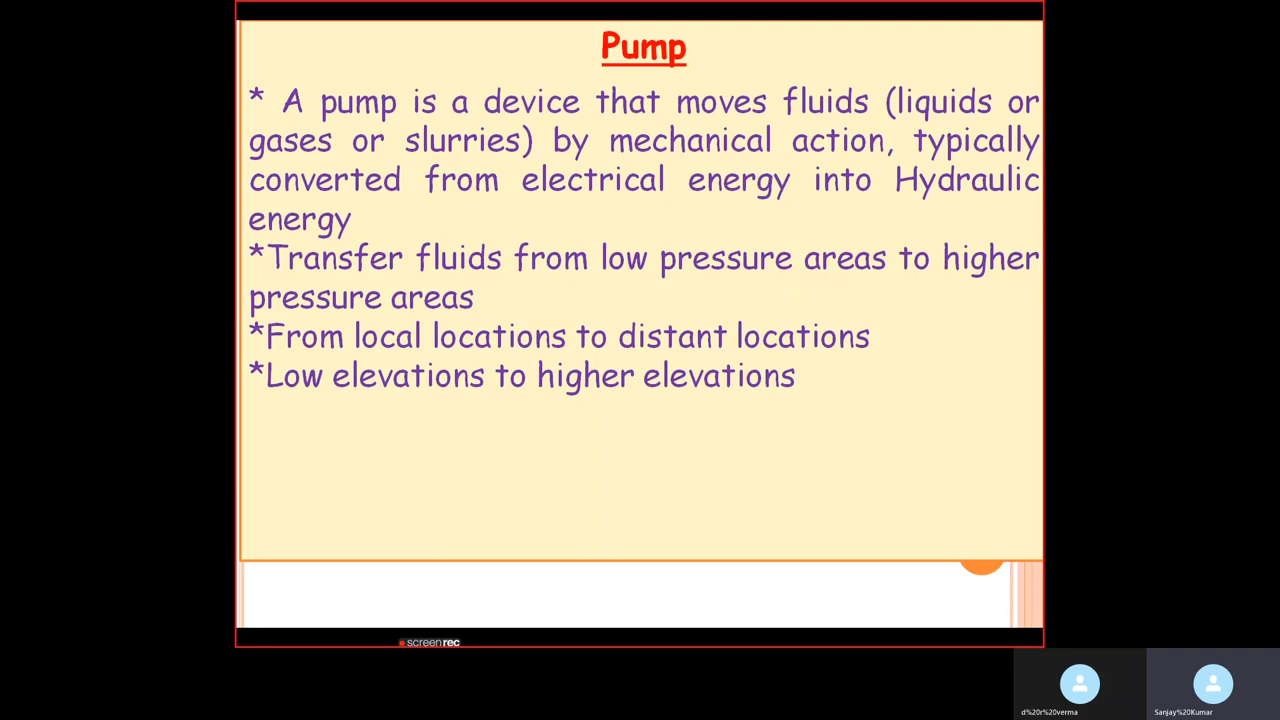 Pump
* A pump is a device that moves fluids (liquids or
gases or slurries) by mechanical action, typically
converted from electrical energy into Hydraulic
energy
*Transfer fluids from low pressure areas to higher
pressure areas
*From local locations to distant locations
*Low elevations to higher elevations
screenrec
d%20r%20verma
Sanjay%20Kumar